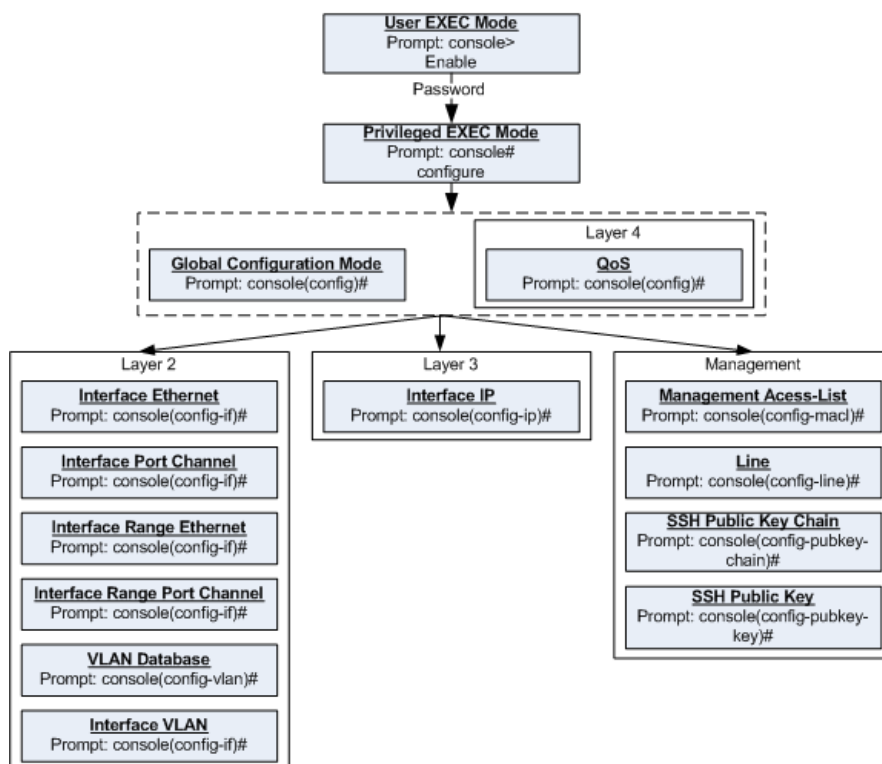 User EXEC Mode
Prompt: console>
Enable
Password
Privileged EXEC Mode
Prompt: console#
configure
Global Configuration Mode
Prompt: console(config)#
Layer 4
QoS
Prompt: console(config)#
Layer 2
Interface Ethernet
Prompt: console(config-if)#
Interface Port Channel
Prompt: console(config-if)#
Interface Range Ethernet
Prompt: console(config-if)#
Interface Range Port Channel
Prompt: console(config-if)#
VLAN Database
Prompt: console(config-vlan)#
Interface VLAN
Prompt: console(config-if)#
Layer 3
Interface IP
Prompt: console(config-ip)#
Management
Management Acess-List
Prompt: console(config-macl)#
Line
Prompt: console(config-line)#
SSH Public Key Chain
Prompt: console(config-pubkey-
chain)#
SSH Public Key
Prompt: console(config-pubkey-
key)#